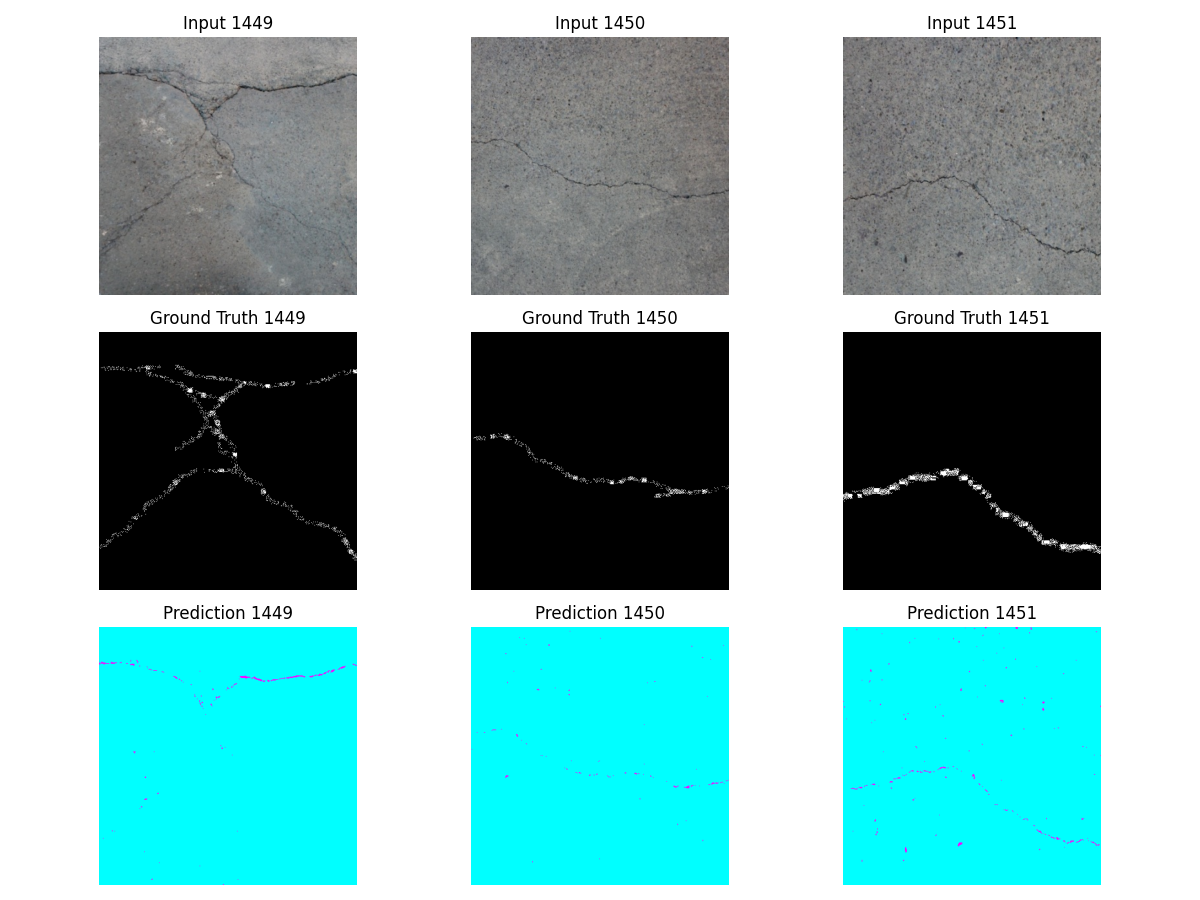 Input 1449
Input 1450
Input 1451
Ground Truth 1449
Ground Truth 1450
Ground Truth 1451
Prediction 1449
Prediction 1450
Prediction 1451